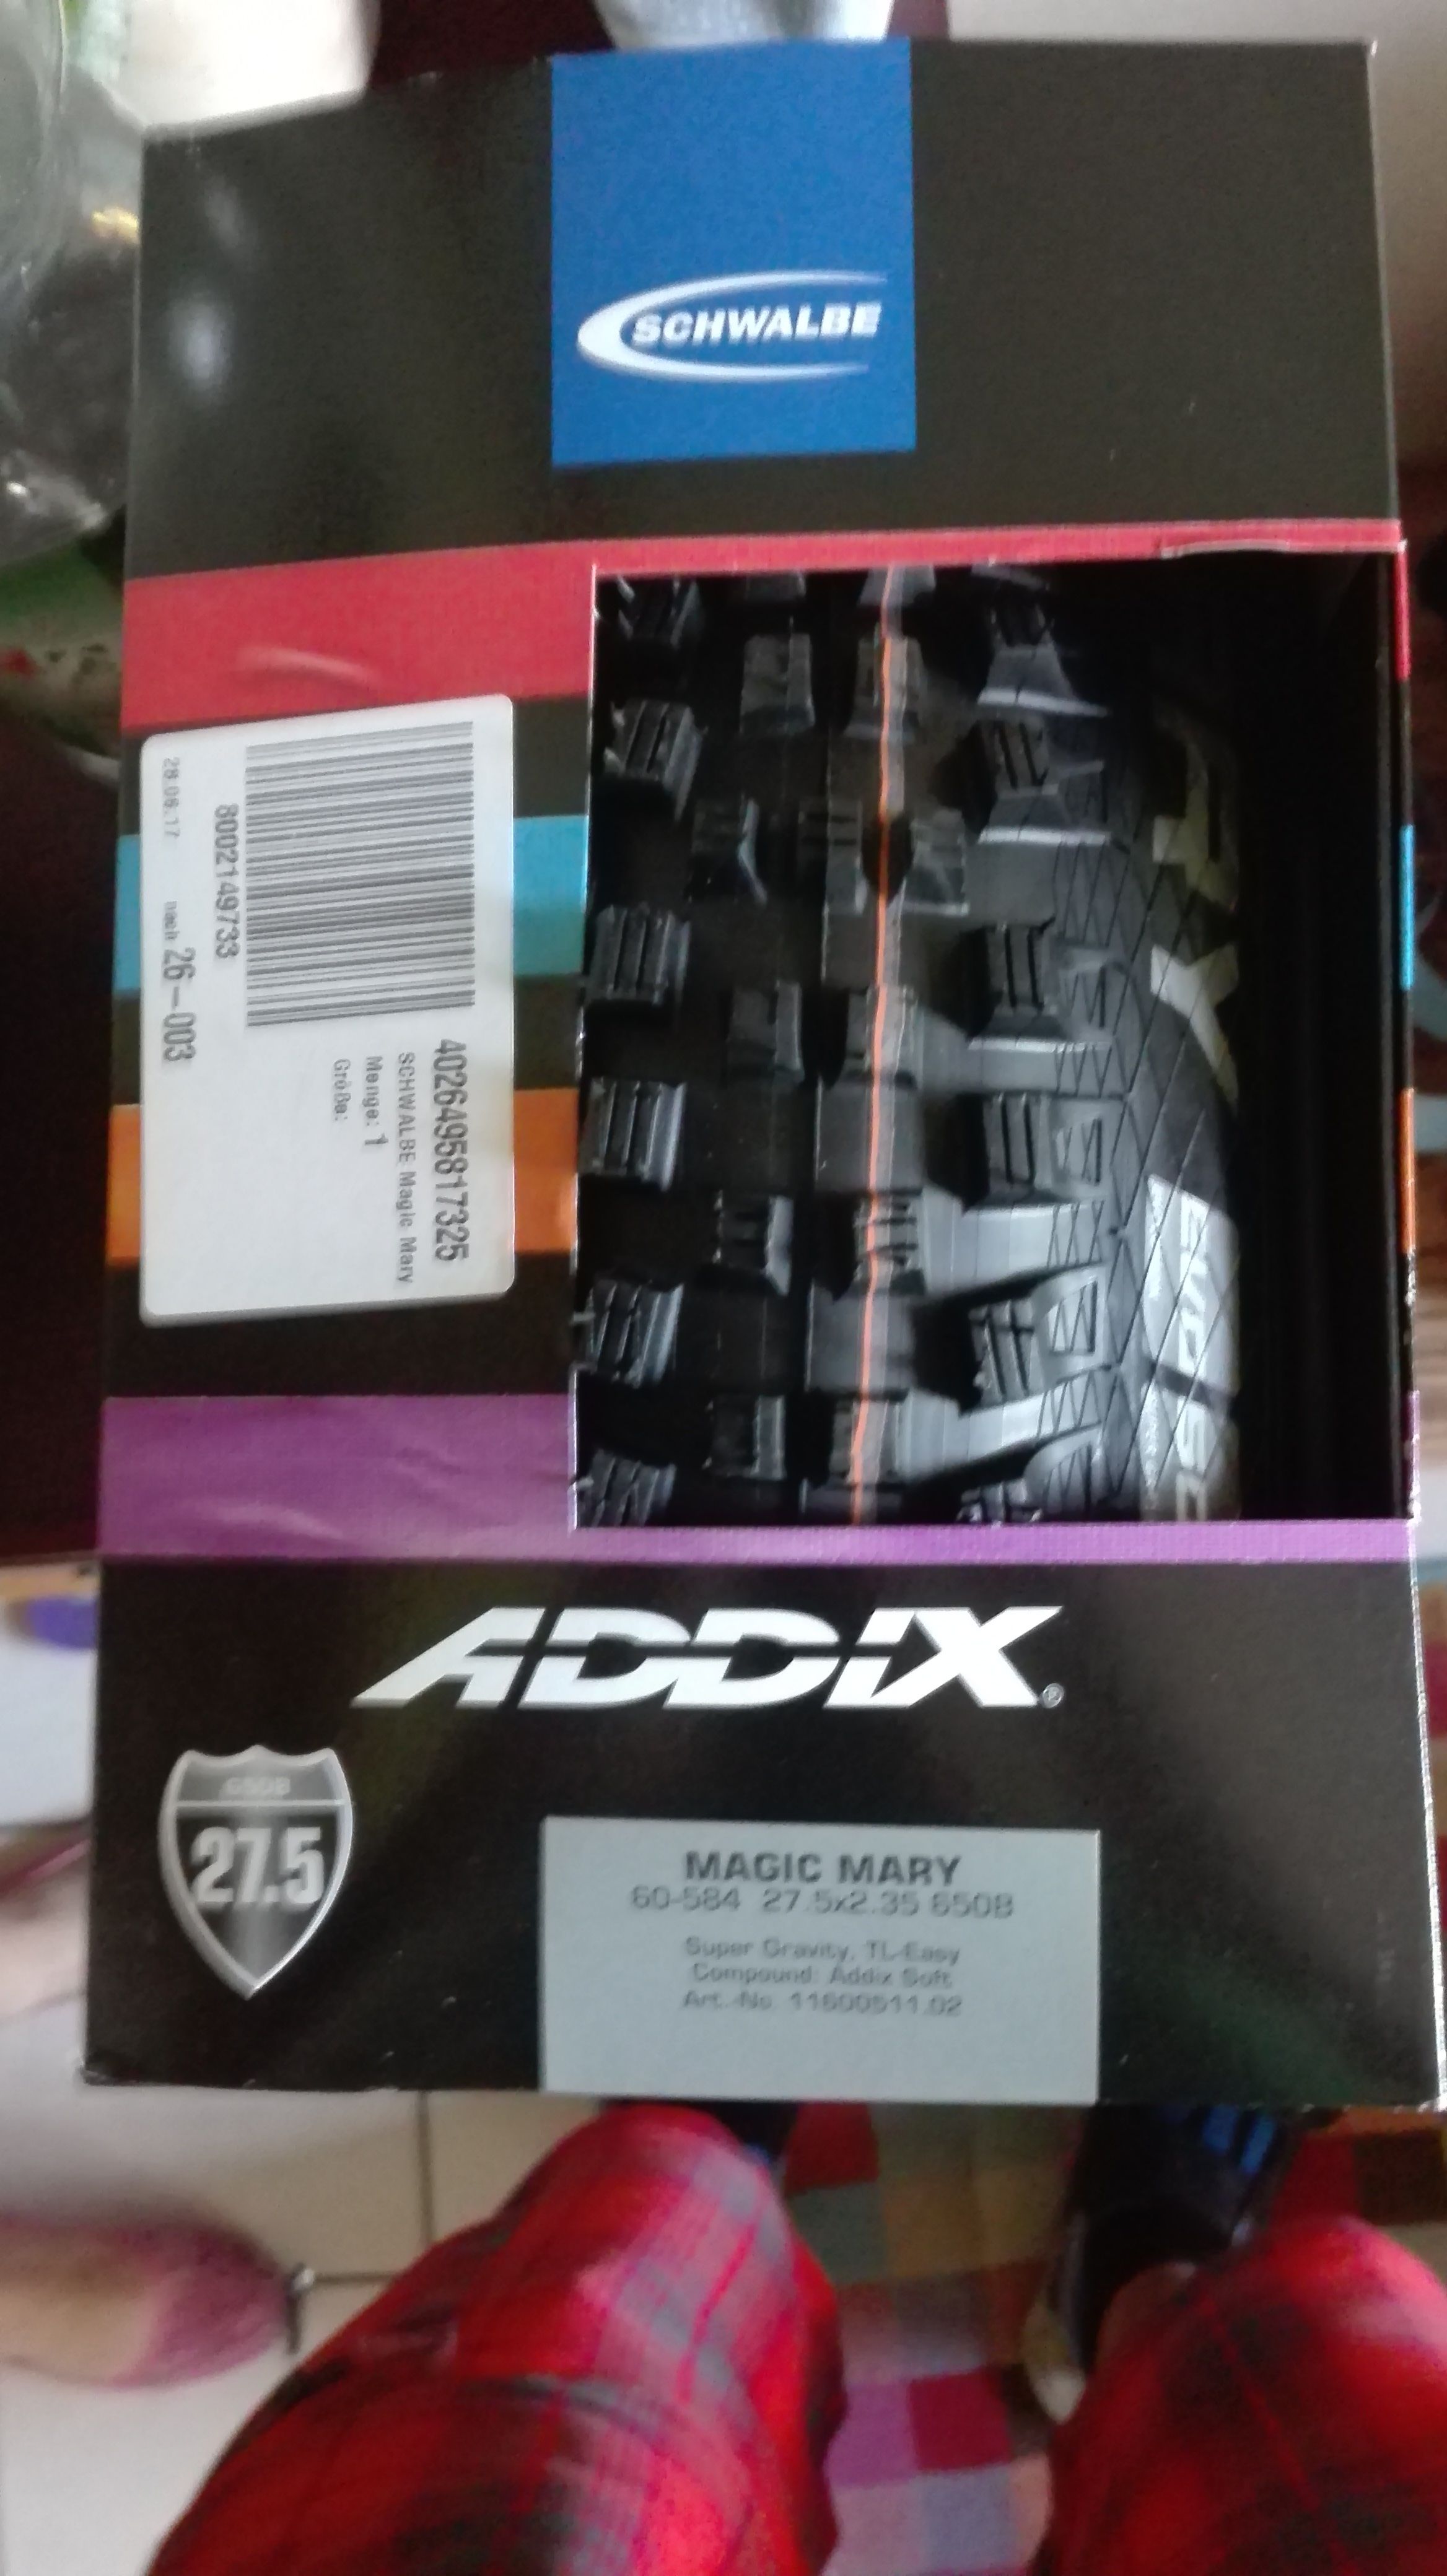 SCHWALBE
4026495817325
SCHWALBE Magic Mary
Menge: 1
Größe:
8002149733
28.06.17 nach 26-003
ADDIX®
650B
27.5
MAGIC MARY
60-584 27.5x2.35 650B
Super Gravity, TL-Easy
Compound: Addix Soft
Art.-No. 11600511.02